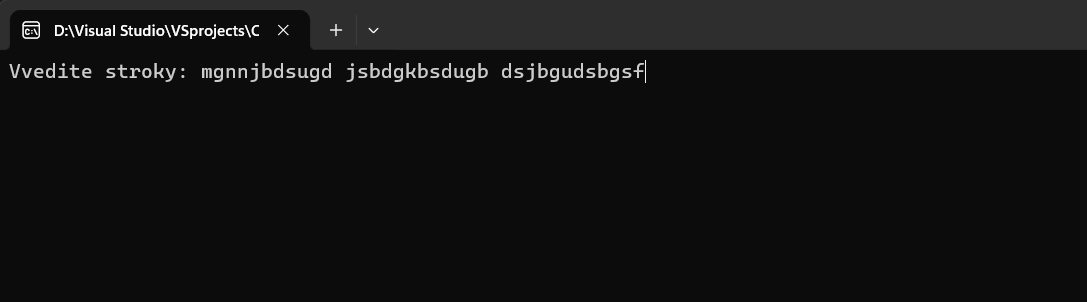 D:\Visual Studio\VSprojects\C
Vvedite stroky: mgnnjbdsugd jsbdgkbsdugb dsjbgudsbgsf